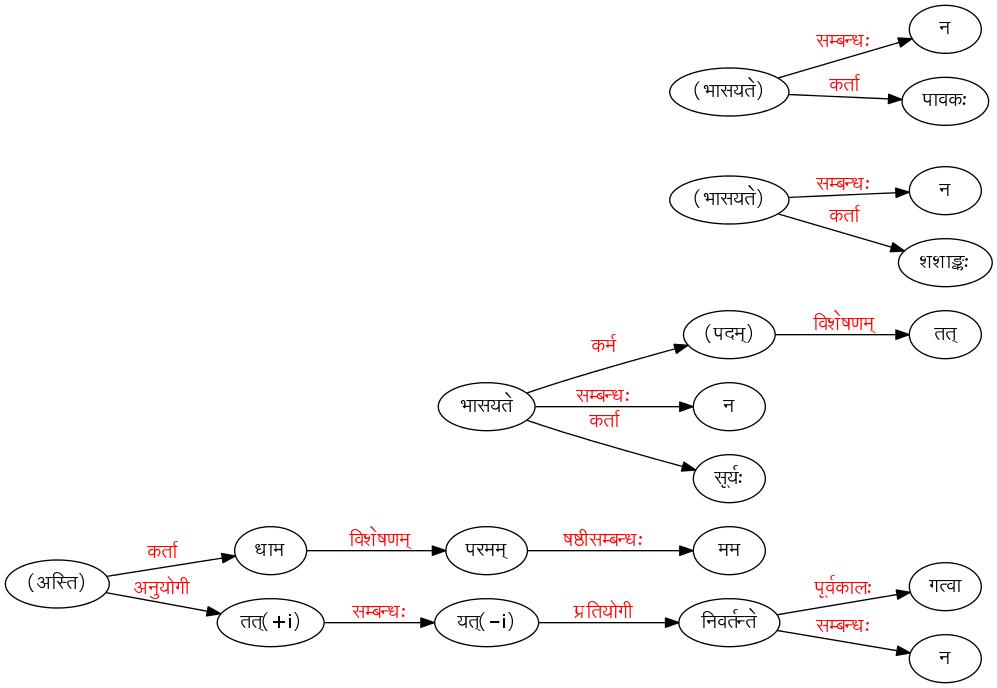 सम्बन्धः
न
(भासयते)
कर्ता
पावकः
सम्बन्धः
न
(भासयते)
कर्ता
शशाङ्कः
कर्म
(पदम्)
विशेषणम्
तत्
भासयते
सम्बन्धः
न
कर्ता
सूर्यः
(अस्ति)
कर्ता
धाम
विशेषणम्
परमम्
षष्ठीसम्बन्धः
मम
अनुयोगी
तत्(+i)
सम्बन्धः
यत्(-i)
प्रतियोगी
निवर्तन्ते
पूर्वकालः
गत्वा
सम्बन्धः
न